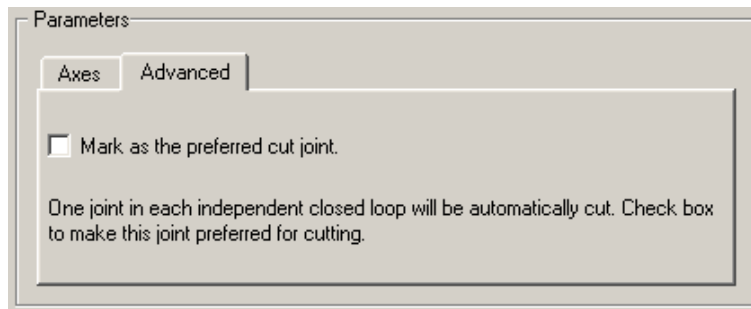 Parameters
Axes
Advanced
Mark as the preferred cut joint.
One joint in each independent closed loop will be automatically cut. Check box
to make this joint preferred for cutting.